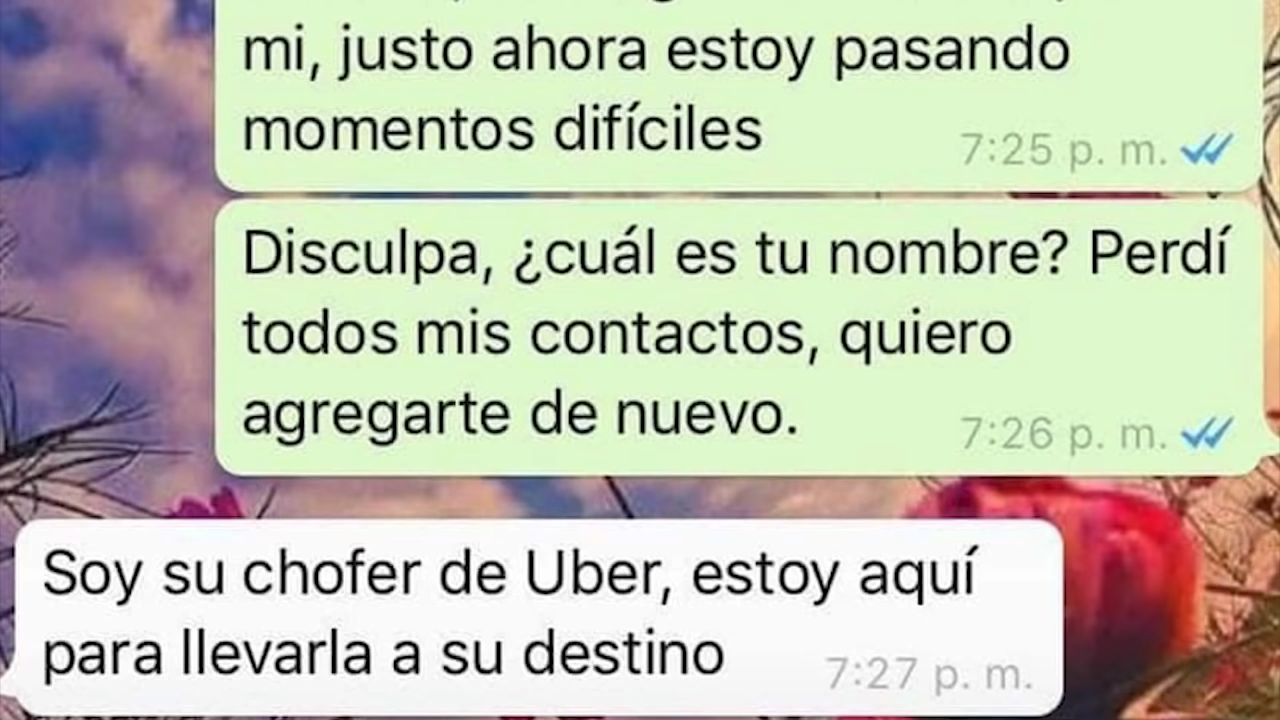 mi, justo ahora estoy pasando
momentos difíciles
7:25 p. m.
Disculpa, ¿cuál es tu nombre? Perdí
todos mis contactos, quiero
agregarte de nuevo.
7:26 p. m.
Soy su chofer de Uber, estoy aquí
para llevarla a su destino
7:27 p. m.